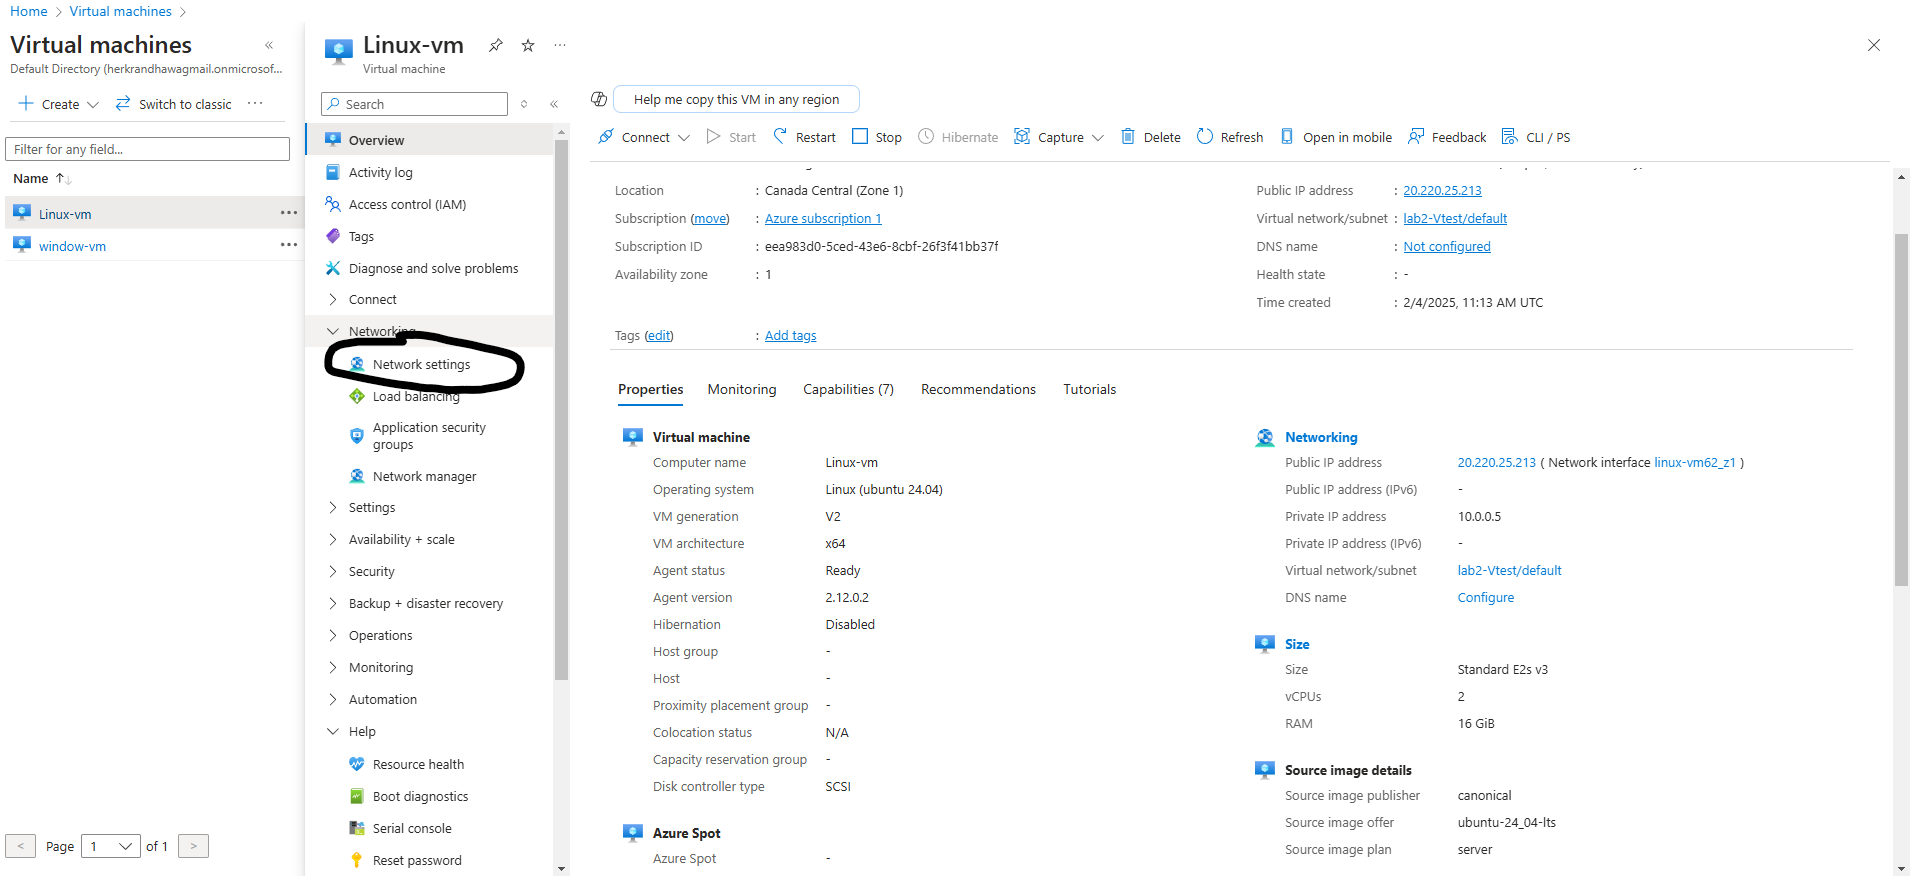 Home > Virtual machines >
Virtual machines «
Default Directory (herkrandhawagmail.onmicrosof...
+ Create Switch to classic ...
Filter for any field...
Name ↑↓
Linux-vm ...
window-vm ...
< Page 1 of 1 >
Linux-vm ...
Virtual machine
Search «
Overview
Activity log
Access control (IAM)
Tags
Diagnose and solve problems
Connect
Networking
Network settings
Load balancing
Application security
groups
Network manager
Settings
Availability + scale
Security
Backup + disaster recovery
Operations
Monitoring
Automation
Help
Resource health
Boot diagnostics
Serial console
Reset password
Help me copy this VM in any region
Connect Start Restart Stop Hibernate Capture Delete Refresh Open in mobile Feedback CLI / PS
Location : Canada Central (Zone 1)
Subscription (move) : Azure subscription 1
Subscription ID : eea983d0-5ced-43e6-8cbf-26f3f41bb37f
Availability zone : 1
Public IP address : 20.220.25.213
Virtual network/subnet : lab2-Vtest/default
DNS name : Not configured
Health state : -
Time created : 2/4/2025, 11:13 AM UTC
Tags (edit) : Add tags
Properties Monitoring Capabilities (7) Recommendations Tutorials
Virtual machine
Computer name Linux-vm
Operating system Linux (ubuntu 24.04)
VM generation V2
VM architecture x64
Agent status Ready
Agent version 2.12.0.2
Hibernation Disabled
Host group -
Host -
Proximity placement group -
Colocation status N/A
Capacity reservation group -
Disk controller type SCSI
Azure Spot
Azure Spot -
Networking
Public IP address 20.220.25.213 ( Network interface linux-vm62_z1 )
Public IP address (IPv6) -
Private IP address 10.0.0.5
Private IP address (IPv6) -
Virtual network/subnet lab2-Vtest/default
DNS name Configure
Size
Size Standard E2s v3
vCPUs 2
RAM 16 GiB
Source image details
Source image publisher canonical
Source image offer ubuntu-24_04-lts
Source image plan server